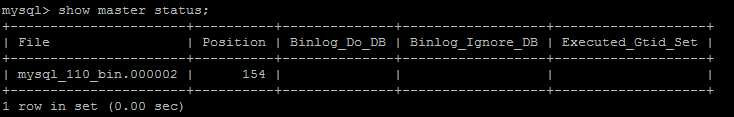 mysql> show master status;
+----------------------+----------+--------------+------------------+-------------------+
| File                 | Position | Binlog_Do_DB | Binlog_Ignore_DB | Executed_Gtid_Set |
+----------------------+----------+--------------+------------------+-------------------+
| mysql_110_bin.000002 |      154 |              |                  |                   |
+----------------------+----------+--------------+------------------+-------------------+
1 row in set (0.00 sec)